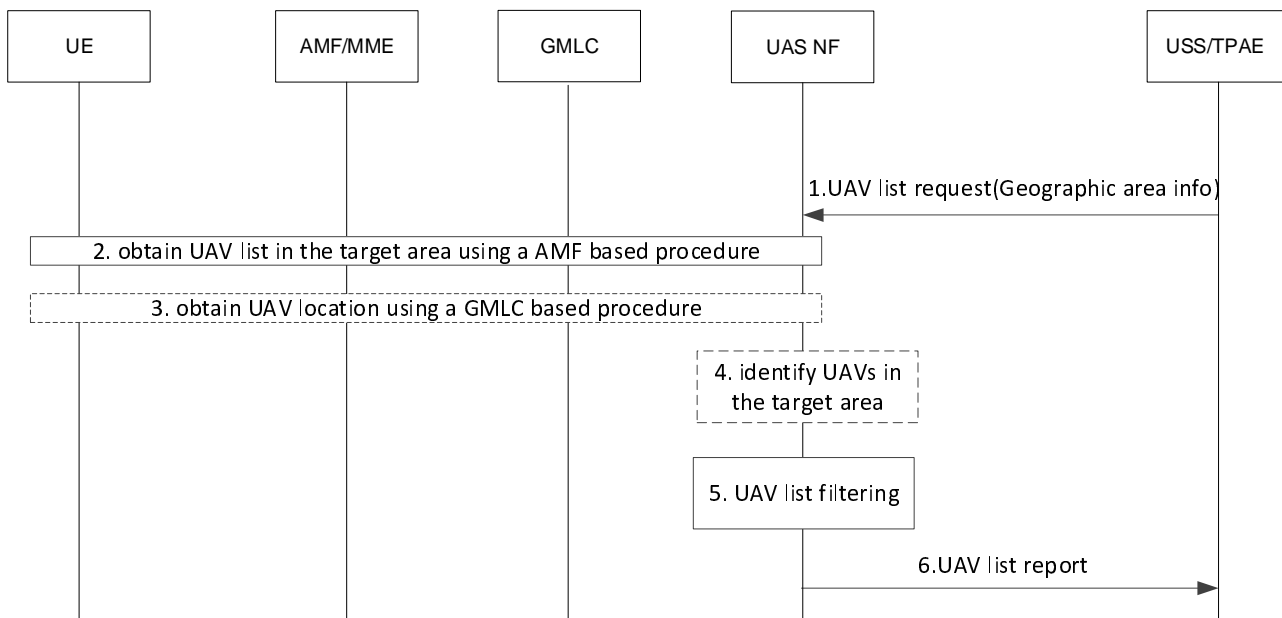 UE
AMF/MME
GMLC
UAS NF
USS/TPAE
1.UAV list request(Geographic area info)
2. obtain UAV list in the target area using a AMF based procedure
3. obtain UAV location using a GMLC based procedure
4. identify UAVs in
the target area
5. UAV list filtering
6.UAV list report